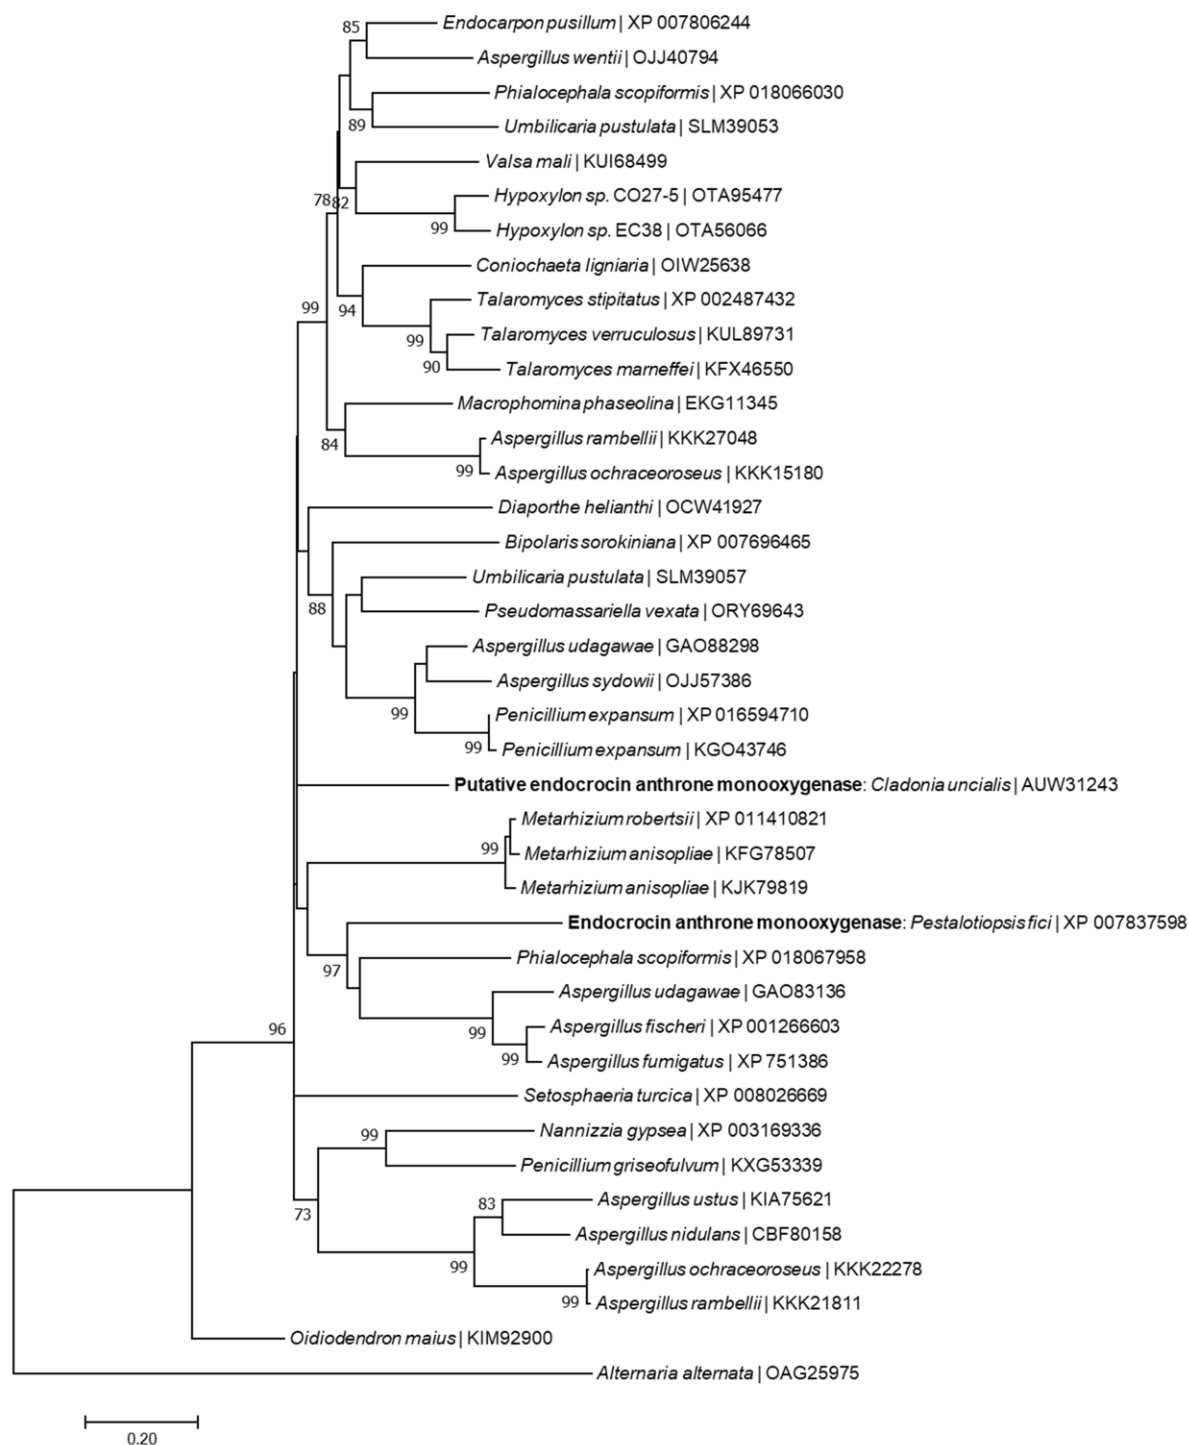 85
Endocarpon pusillum | XP 007806244
Aspergillus wentii | OJJ40794
Phialocephala scopiformis | XP 018066030
89
Umbilicaria pustulata | SLM39053
Valsa mali | KUI68499
78
82
Hypoxylon sp. CO27-5 | OTA95477
99
Hypoxylon sp. EC38 | OTA56066
Coniochaeta ligniaria | OIW25638
Talaromyces stipitatus | XP 002487432
99
94
Talaromyces verruculosus | KUL89731
99
90
Talaromyces marneffei | KFX46550
Macrophomina phaseolina | EKG11345
84
Aspergillus rambellii | KKK27048
99
Aspergillus ochraceoroseus | KKK15180
Diaporthe helianthi | OCW41927
Bipolaris sorokiniana | XP 007696465
Umbilicaria pustulata | SLM39057
88
Pseudomassariella vexata | ORY69643
Aspergillus udagawae | GAO88298
Aspergillus sydowii | OJJ57386
99
Penicillium expansum | XP 016594710
99
Penicillium expansum | KGO43746
Putative endocrocin anthrone monooxygenase: Cladonia uncialis | AUW31243
Metarhizium robertsii | XP 011410821
99
Metarhizium anisopliae | KFG78507
Metarhizium anisopliae | KJK79819
Endocrocin anthrone monooxygenase: Pestalotiopsis fici | XP 007837598
97
Phialocephala scopiformis | XP 018067958
Aspergillus udagawae | GAO83136
96
99
Aspergillus fischeri | XP 001266603
99
Aspergillus fumigatus | XP 751386
Setosphaeria turcica | XP 008026669
99
Nannizzia gypsea | XP 003169336
Penicillium griseofulvum | KXG53339
73
83
Aspergillus ustus | KIA75621
Aspergillus nidulans | CBF80158
99
Aspergillus ochraceoroseus | KKK22278
99
Aspergillus rambellii | KKK21811
Oidiodendron maius | KIM92900
Alternaria alternata | OAG25975
0.20